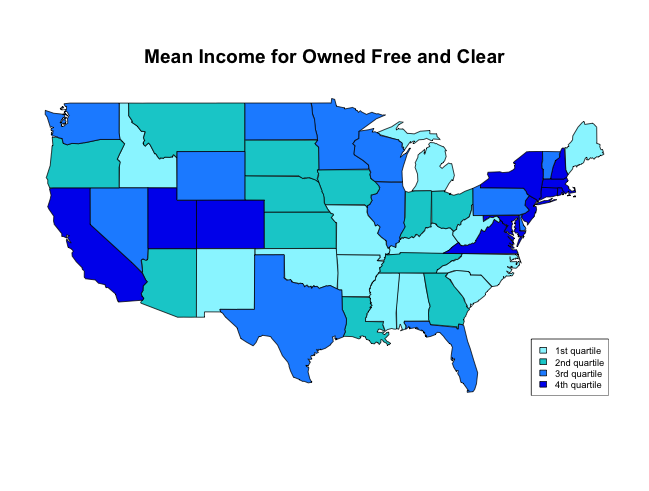 Mean Income for Owned Free and Clear
1st quartile
2nd quartile
3rd quartile
4th quartile